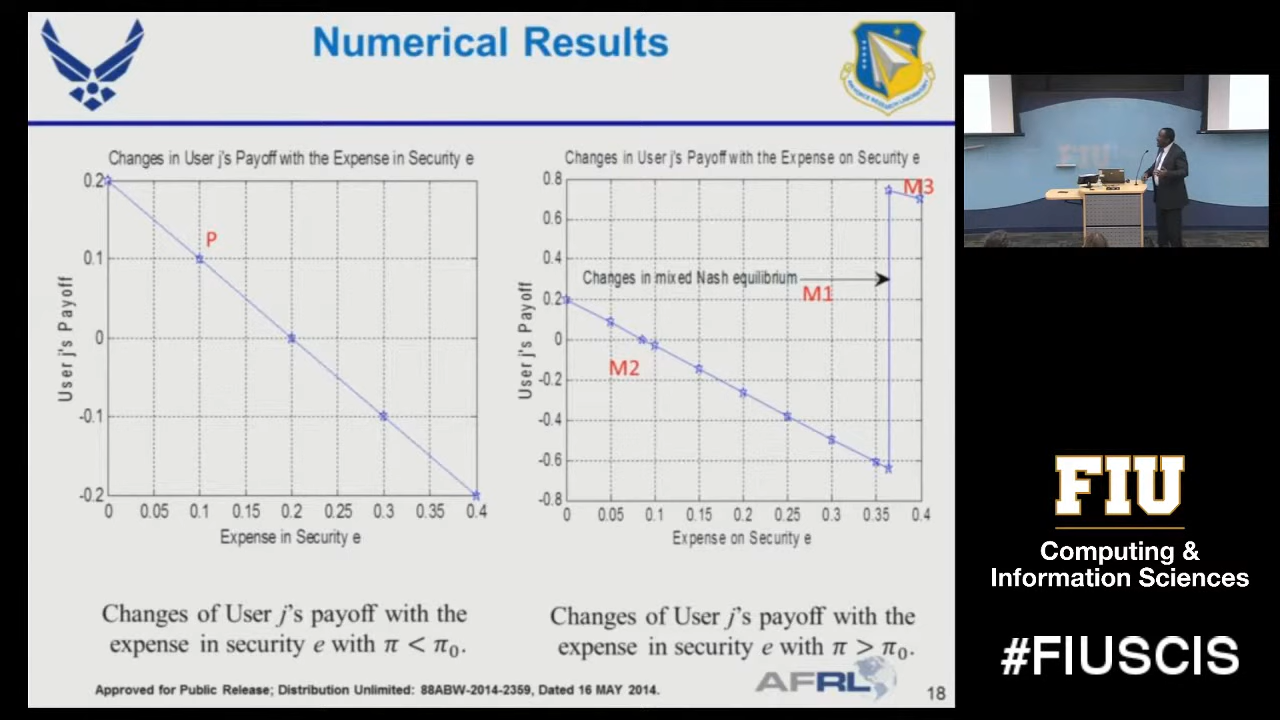 Numerical Results
Changes in User j's Payoff with the Expense in Security e
0.2
0.1
0
-0.1
-0.2
0 0.05 0.1 0.15 0.2 0.25 0.3 0.35 0.4
User j's Payoff
Expense in Security e
P
Changes in User j's Payoff with the Expense on Security e
0.8
0.6
0.4
0.2
0
-0.2
-0.4
-0.6
-0.8
0 0.05 0.1 0.15 0.2 0.25 0.3 0.35 0.4
User j's Payoff
Expense on Security e
M3
Changes in mixed Nash equilibrium
M1
M2
Changes of User j's payoff with the
expense in security e with π < π₀.
Changes of User j's payoff with the
expense in security e with π > π₀.
Approved for Public Release; Distribution Unlimited: 88ABW-2014-2359, Dated 16 MAY 2014.
AFRL
18
FIU
FIU
Computing &
Information Sciences
#FIUSCIS